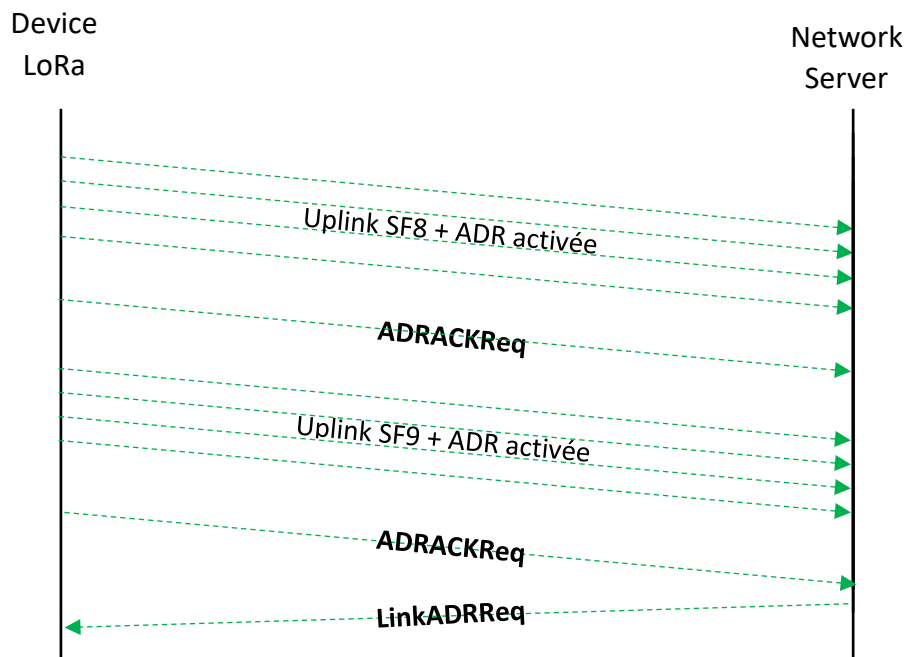 Device
LoRa
Network
Server
Uplink SF8 + ADR activée
ADRACKReq
Uplink SF9 + ADR activée
ADRACKReq
LinkADRReq